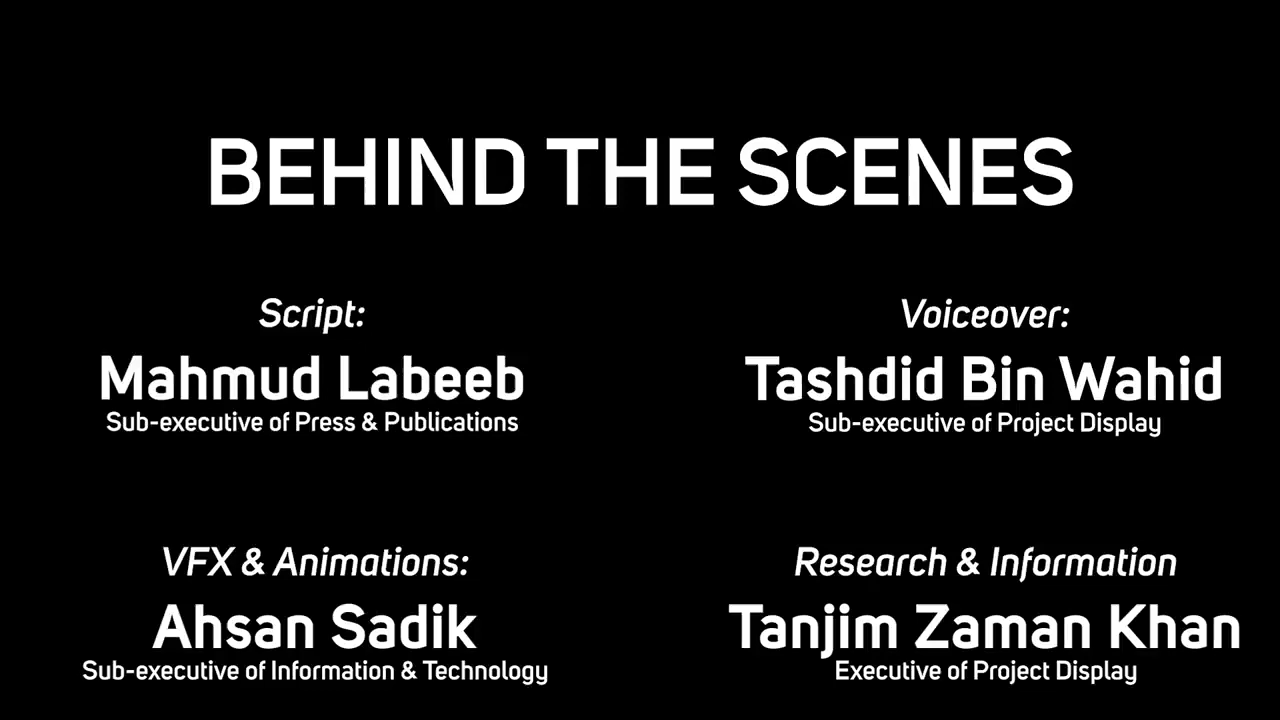 BEHIND THE SCENES
Script:
Mahmud Labeeb
Sub-executive of Press & Publications
Voiceover:
Tashdid Bin Wahid
Sub-executive of Project Display
VFX & Animations:
Ahsan Sadik
Sub-executive of Information & Technology
Research & Information
Tanjim Zaman Khan
Executive of Project Display